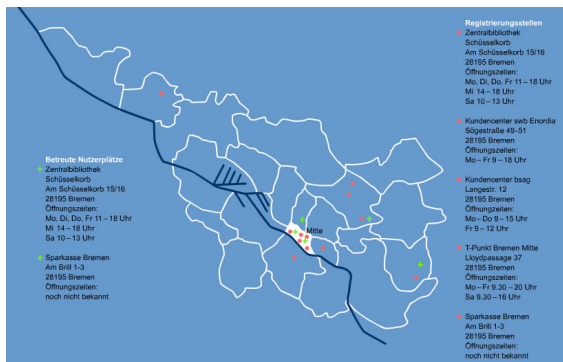 Betreute Nutzerplätze
Zentralbibliothek
Schüsselkorb
Am Schüsselkorb 15/16
28195 Bremen
Öffnungszeiten:
Mo, Di, Do, Fr 11 – 18 Uhr
Mi 14 – 18 Uhr
Sa 10 – 13 Uhr
Sparkasse Bremen
Am Brill 1-3
28195 Bremen
Öffnungszeiten:
noch nicht bekannt
Mitte
Registrierungsstellen
Zentralbibliothek
Schüsselkorb
Am Schüsselkorb 15/16
28195 Bremen
Öffnungszeiten:
Mo, Di, Do, Fr 11 – 18 Uhr
Mi 14 – 18 Uhr
Sa 10 – 13 Uhr
Kundencenter swb Enordia
Sögestraße 49-51
28195 Bremen
Öffnungszeiten:
Mo – Fr 9 – 18 Uhr
Kundencenter bsag
Langestr. 12
28195 Bremen
Öffnungszeiten:
Mo – Do 9 – 15 Uhr
Fr 9 – 12 Uhr
T-Punkt Bremen Mitte
Lloydpassage 37
28195 Bremen
Öffnungszeiten:
Mo – Fr 9.30 – 20 Uhr
Sa 9.30 – 16 Uhr
Sparkasse Bremen
Am Brill 1-3
28195 Bremen
Öffnungszeiten:
noch nicht bekannt